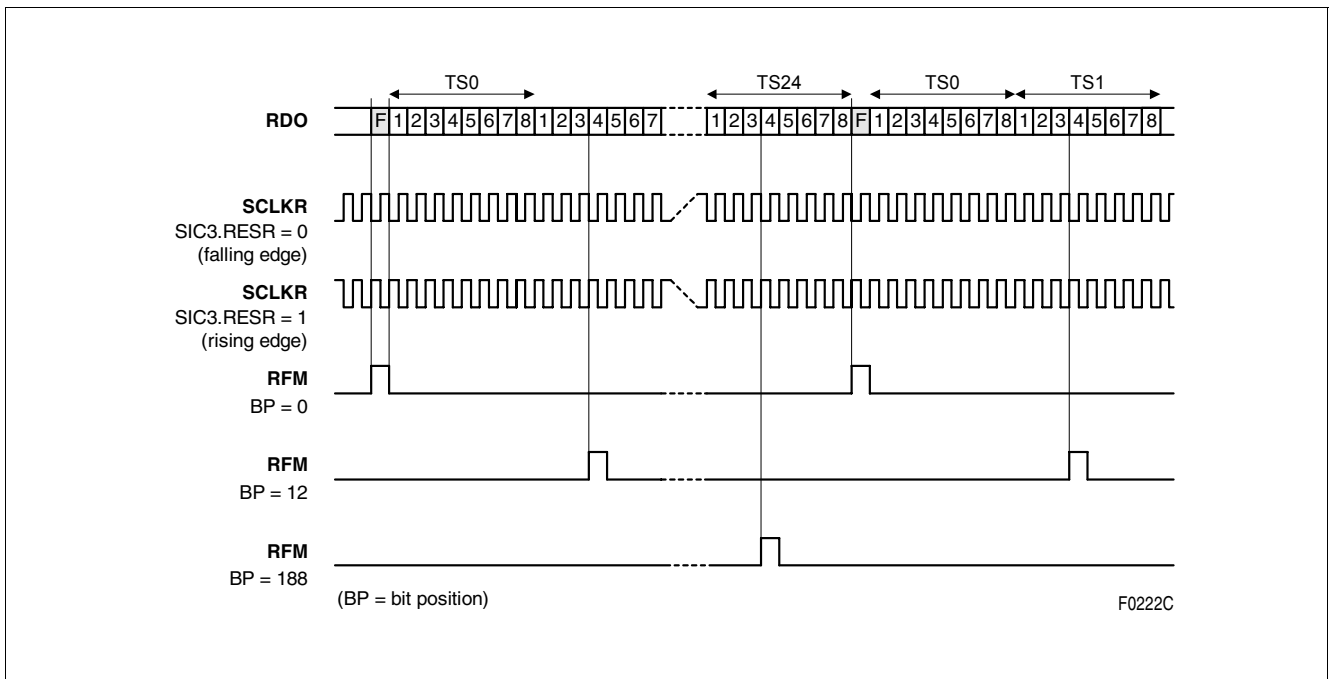 TS0 TS24 TS0 TS1
RDO F 1 2 3 4 5 6 7 8 1 2 3 4 5 6 7 1 2 3 4 5 6 7 8 F 1 2 3 4 5 6 7 8 1 2 3 4 5 6 7 8
SCLKR
SIC3.RESR = 0
(falling edge)
SCLKR
SIC3.RESR = 1
(rising edge)
RFM
BP = 0
RFM
BP = 12
RFM
BP = 188
(BP = bit position)
F0222C